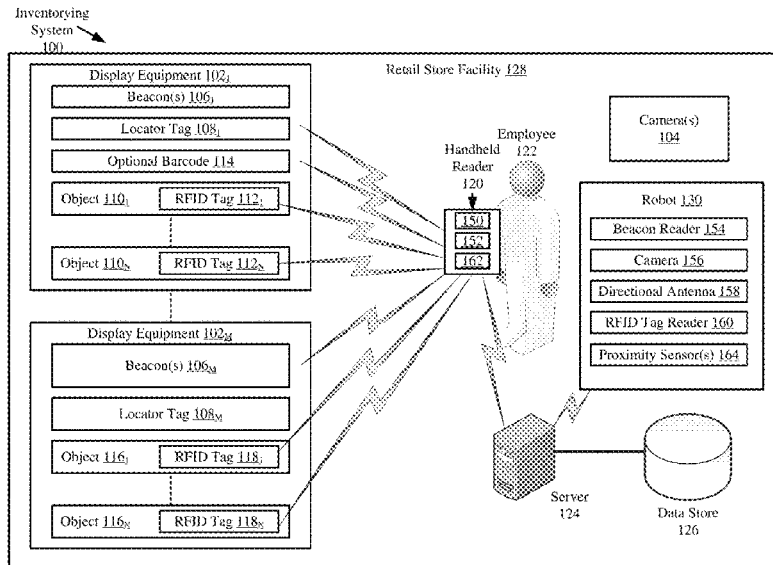 Inventorying
System
100
Retail Store Facility 128
Display Equipment 1021
Beacon(s) 1061
Locator Tag 1081
Optional Barcode 114
Object 1101
RFID Tag 1121
Object 110N
RFID Tag 112N
Display Equipment 102M
Beacon(s) 106M
Locator Tag 108M
Object 1161
RFID Tag 1181
Object 116N
RFID Tag 118N
Handheld
Reader
120
150
152
162
Employee
122
Camera(s)
104
Robot 130
Beacon Reader 154
Camera 156
Directional Antenna 158
RFID Tag Reader 160
Proximity Sensor(s) 164
Server
124
Data Store
126